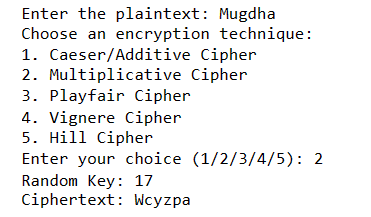 Enter the plaintext: Mugdha
Choose an encryption technique:
1. Caeser/Additive Cipher
2. Multiplicative Cipher
3. Playfair Cipher
4. Vignere Cipher
5. Hill Cipher
Enter your choice (1/2/3/4/5): 2
Random Key: 17
Ciphertext: Wcyzpa